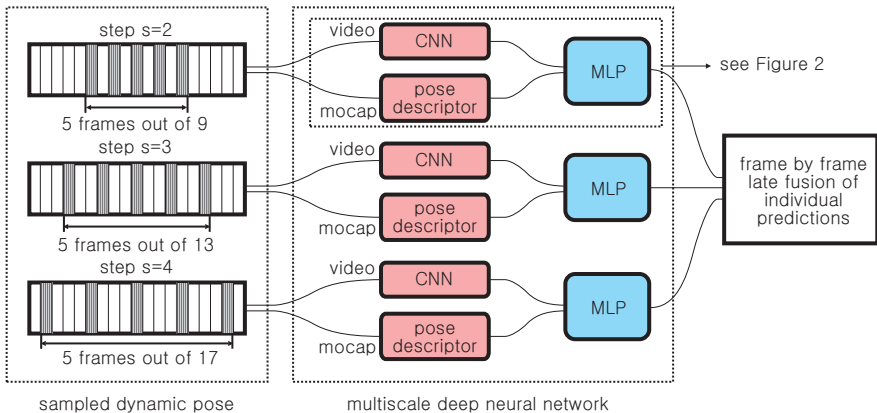 step s=2
5 frames out of 9
step s=3
5 frames out of 13
step s=4
5 frames out of 17
sampled dynamic pose
video
CNN
mocap
pose
descriptor
MLP
see Figure 2
video
CNN
mocap
pose
descriptor
MLP
video
CNN
mocap
pose
descriptor
MLP
multiscale deep neural network
frame by frame
late fusion of
individual
predictions